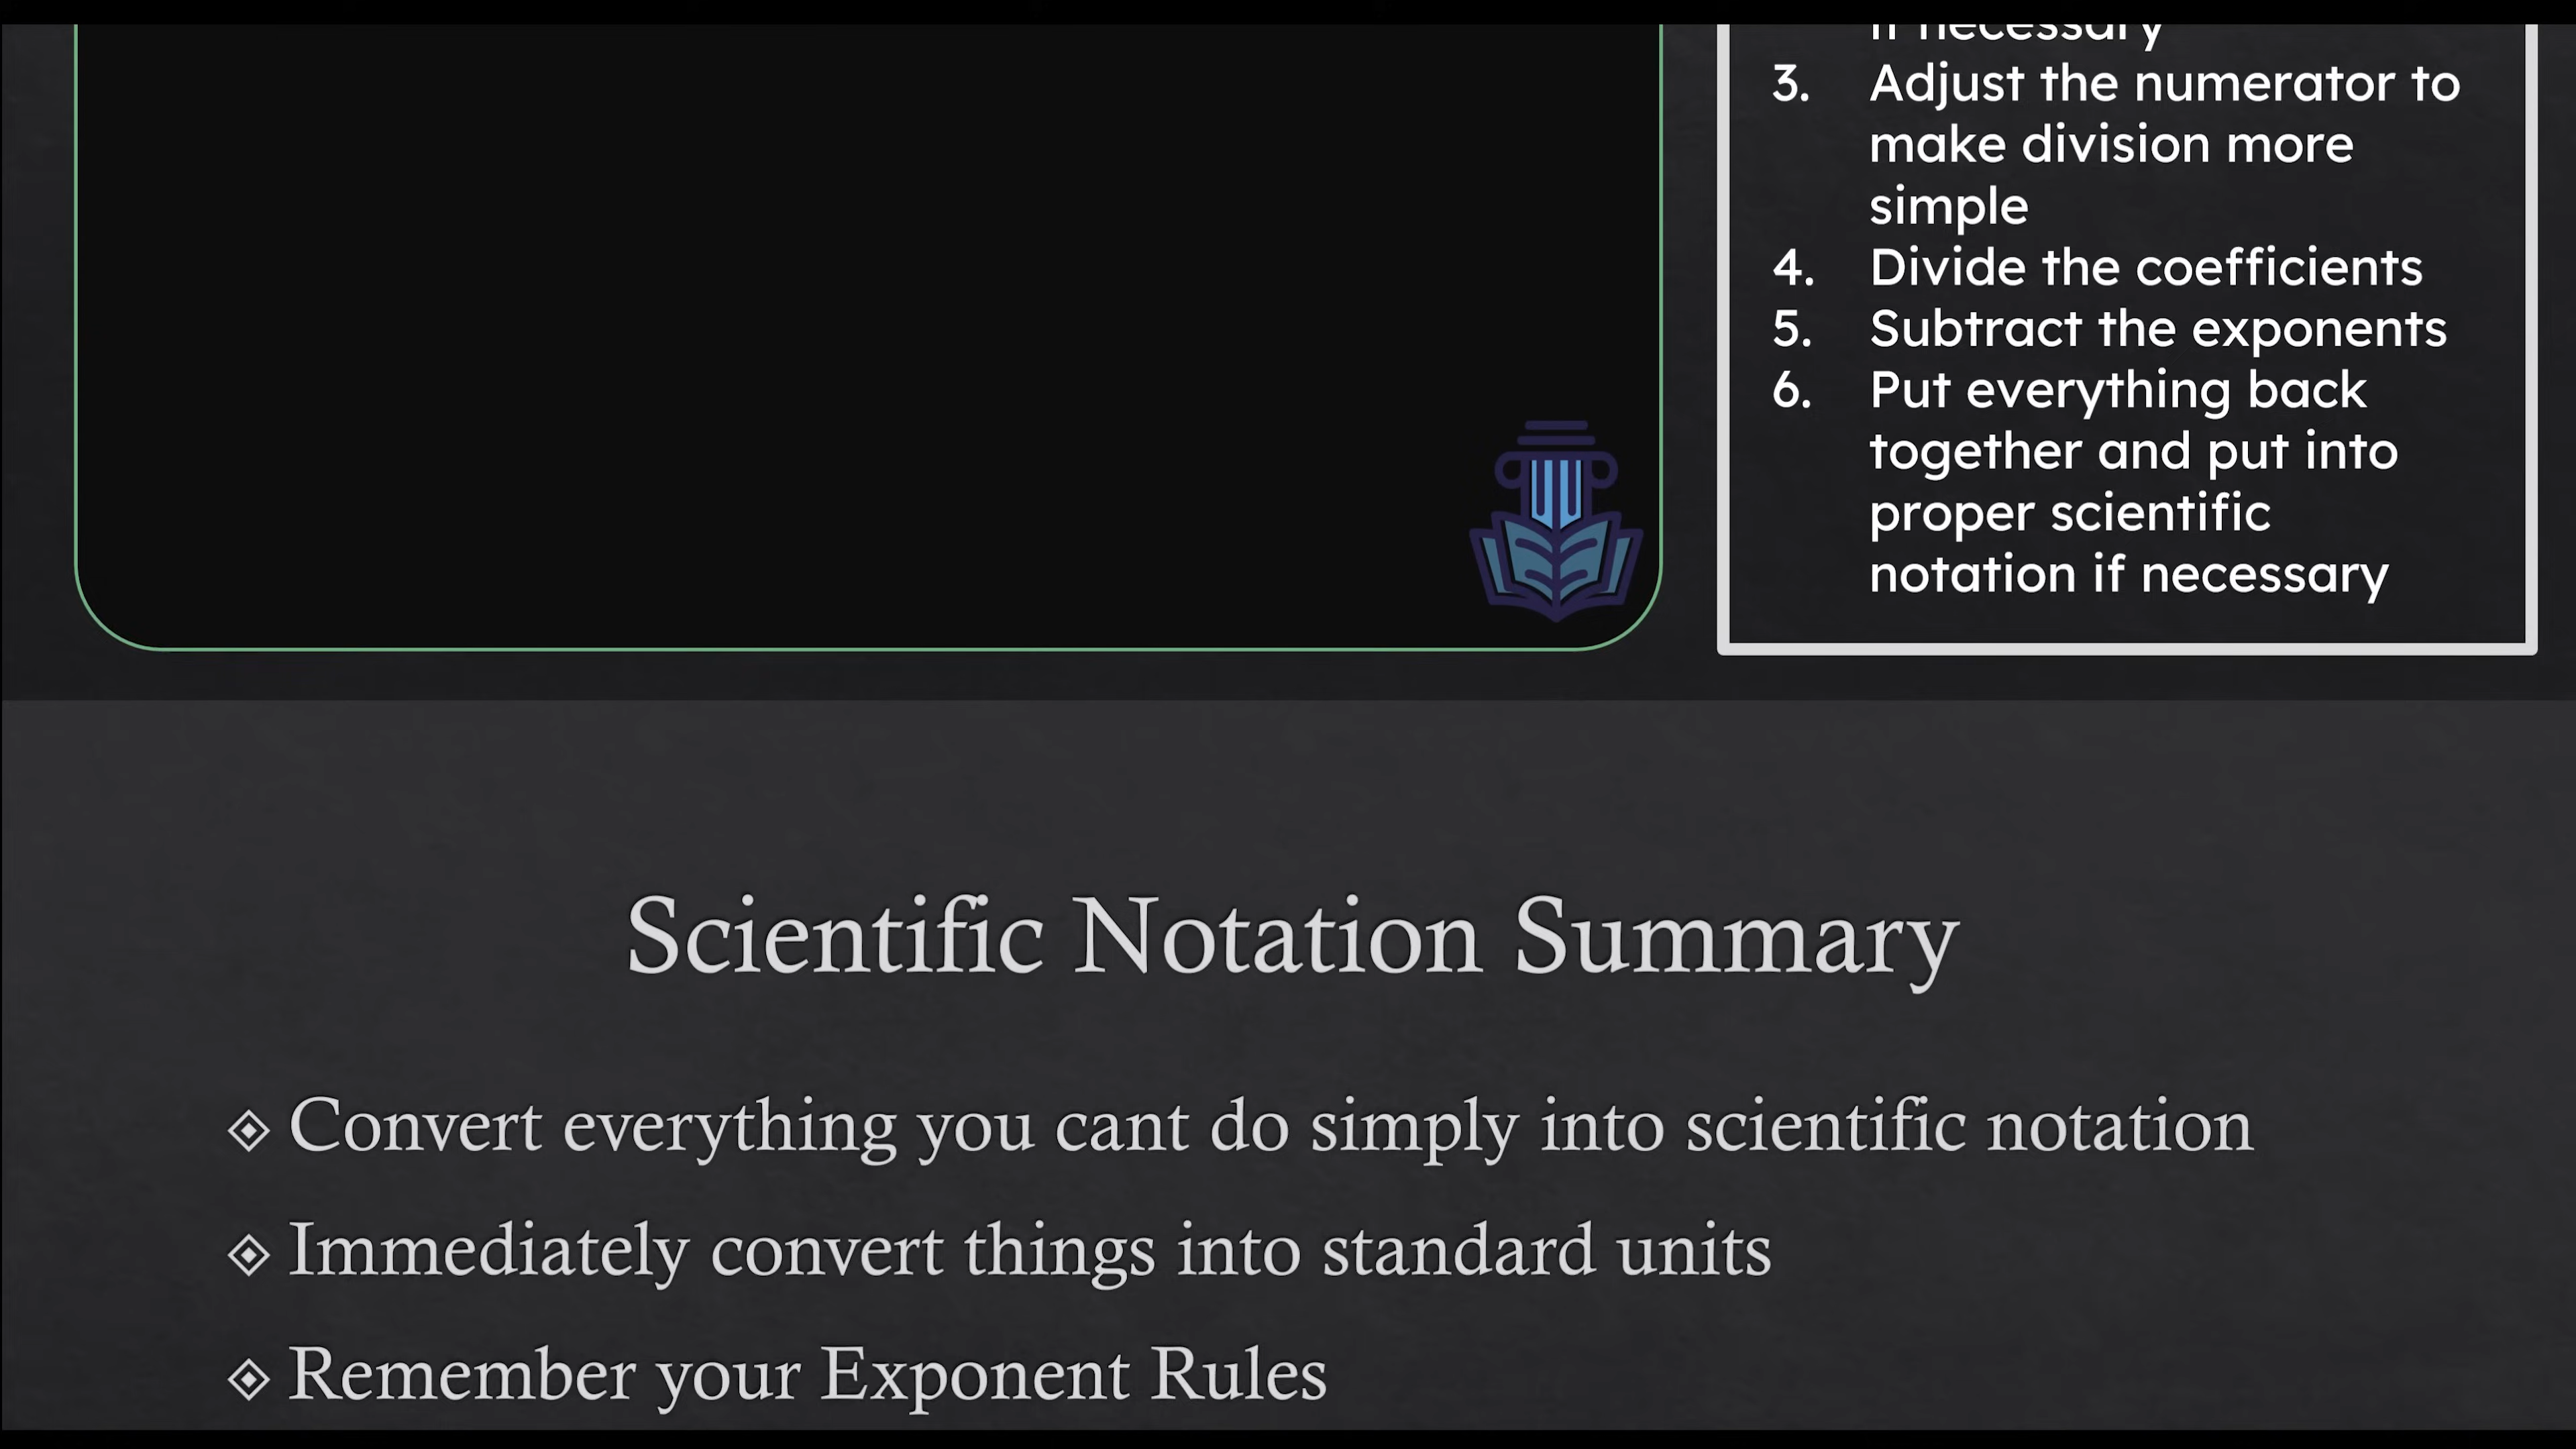 if necessary
3. Adjust the numerator to
make division more
simple
4. Divide the coefficients
5. Subtract the exponents
6. Put everything back
together and put into
proper scientific
notation if necessary
Scientific Notation Summary
Convert everything you cant do simply into scientific notation
Immediately convert things into standard units
Remember your Exponent Rules